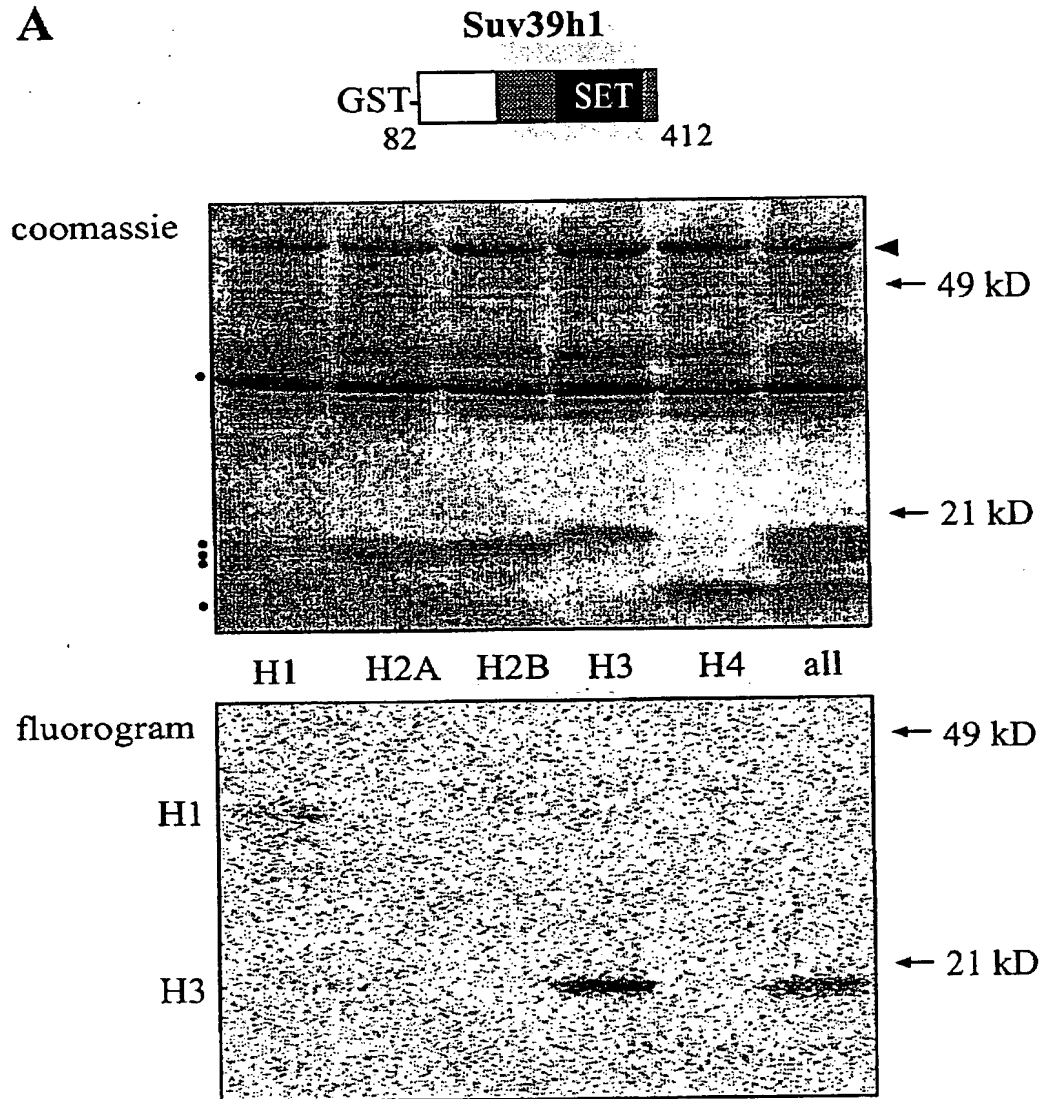 A
Suv39h1
GST-
SET
82
412
coomassie
49 kD
21 kD
H1 H2A H2B H3 H4 all
fluorogram
49 kD
H1
21 kD
H3